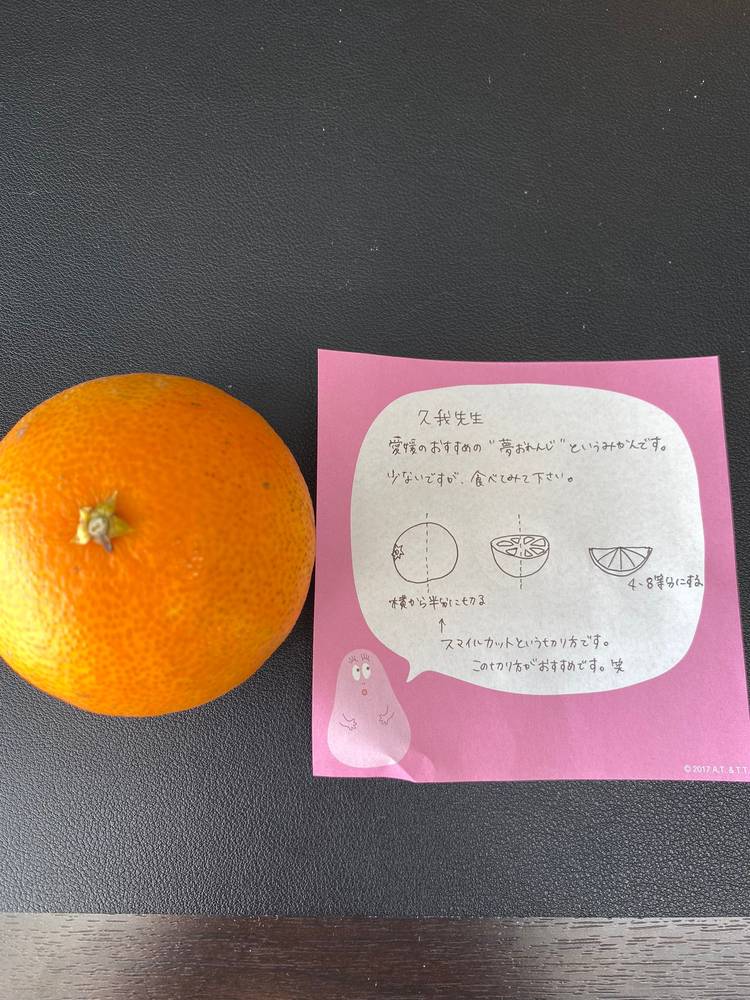 久我先生
愛媛のおすすめの"夢おれんじ"というみかんです。
少ないですが、食べてみて下さい。
横から半分に切る
4~8等分にする
↑
スマイルカットという切り方です。
この切り方がおすすめです。笑
© 2017 A.T. & T.T.